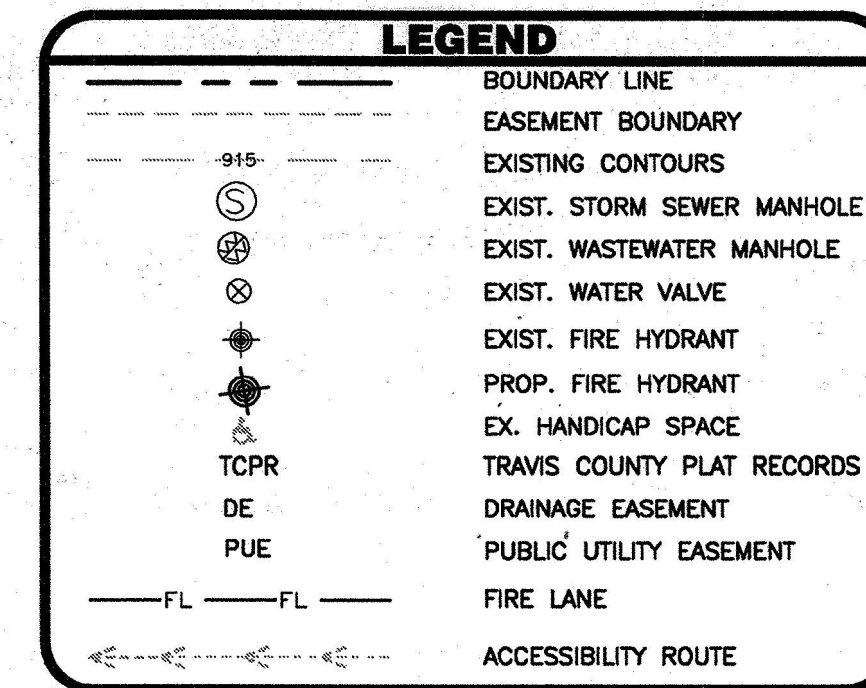 LEGEND
BOUNDARY LINE
EASEMENT BOUNDARY
915 EXISTING CONTOURS
S EXIST. STORM SEWER MANHOLE
EXIST. WASTEWATER MANHOLE
EXIST. WATER VALVE
EXIST. FIRE HYDRANT
PROP. FIRE HYDRANT
EX. HANDICAP SPACE
TCPR TRAVIS COUNTY PLAT RECORDS
DE DRAINAGE EASEMENT
PUE PUBLIC UTILITY EASEMENT
FL FL FIRE LANE
ACCESSIBILITY ROUTE